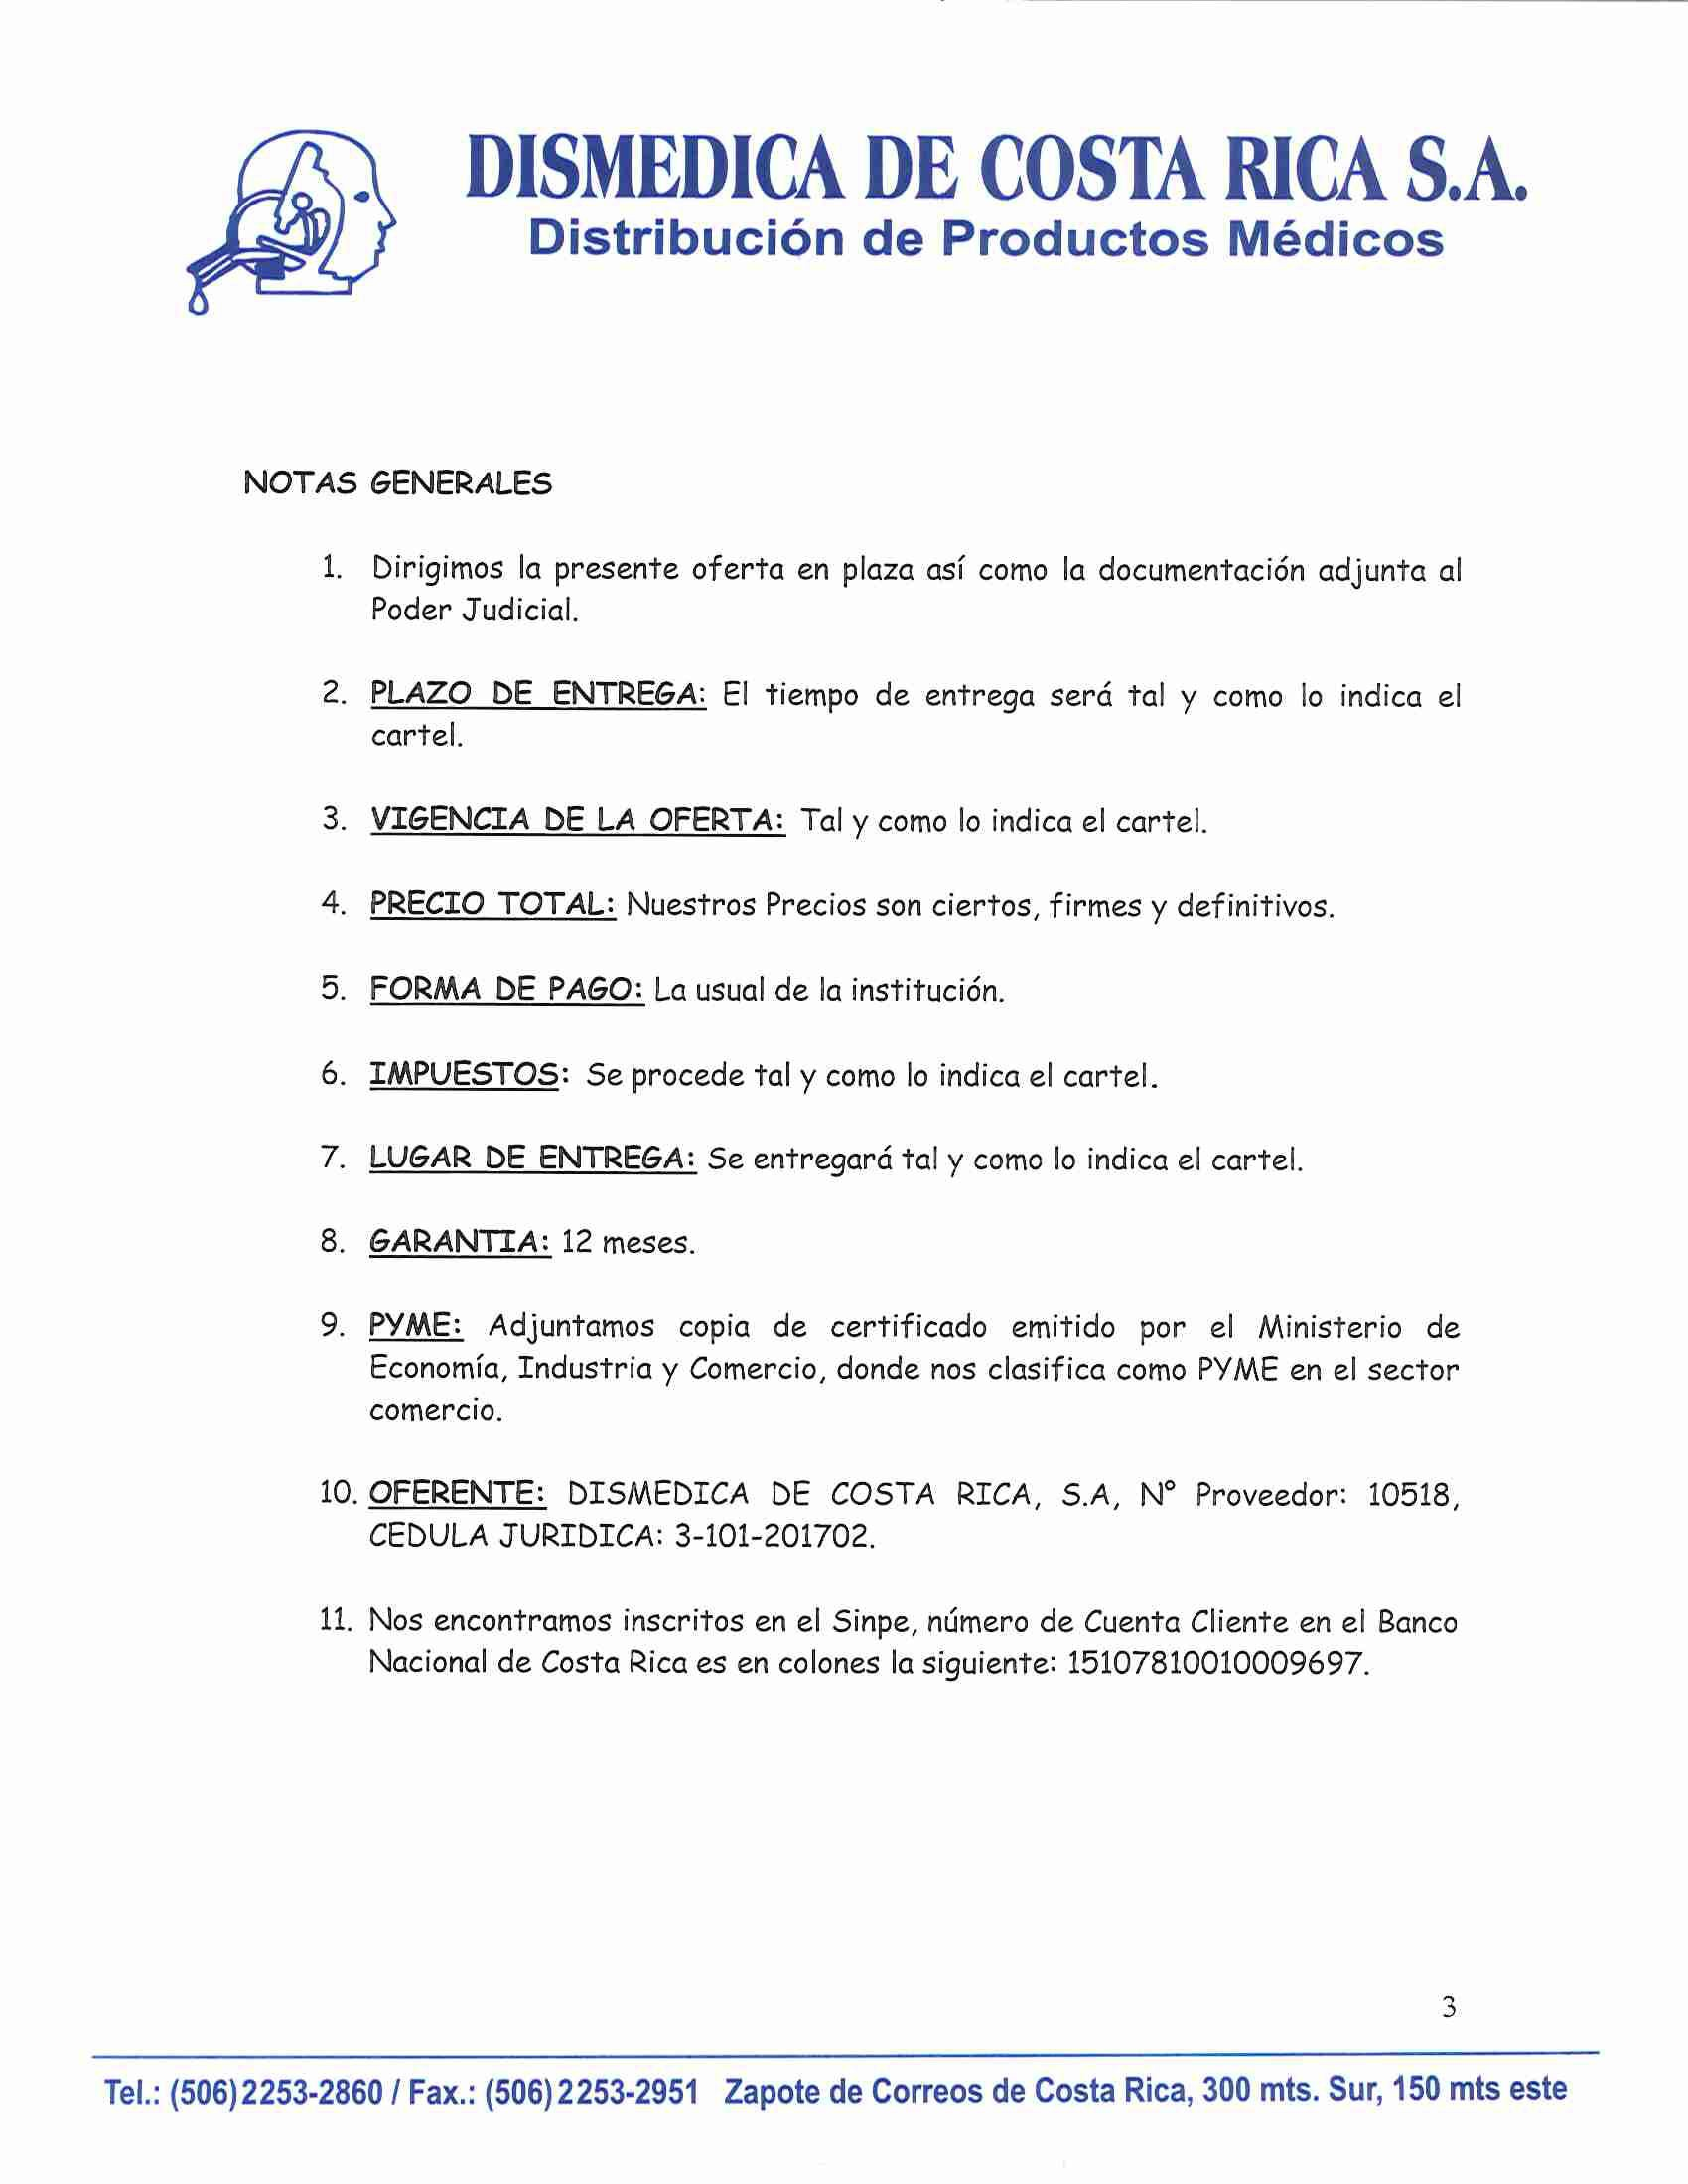 DISMEDICA DE COSTA RICA S.A.
Distribución de Productos Médicos
NOTAS GENERALES
1. Dirigimos la presente oferta en plaza así como la documentación adjunta al
Poder Judicial.
2. PLAZO DE ENTREGA: El tiempo de entrega será tal y como lo indica el
cartel.
3. VIGENCIA DE LA OFERTA: Tal y como lo indica el cartel.
4. PRECIO TOTAL: Nuestros Precios son ciertos, firmes y definitivos.
5. FORMA DE PAGO: La usual de la institución.
6. IMPUESTOS: Se procede tal y como lo indica el cartel.
7. LUGAR DE ENTREGA: Se entregará tal y como lo indica el cartel.
8. GARANTIA: 12 meses.
9. PYME: Adjuntamos copia de certificado emitido por el Ministerio de
Economía, Industria y Comercio, donde nos clasifica como PYME en el sector
comercio.
10. OFERENTE: DISMEDICA DE COSTA RICA, S.A, N° Proveedor: 10518,
CEDULA JURIDICA: 3-101-201702.
11. Nos encontramos inscritos en el Sinpe, número de Cuenta Cliente en el Banco
Nacional de Costa Rica es en colones la siguiente: 15107810010009697.
3
Tel.: (506)2253-2860 / Fax.: (506)2253-2951 Zapote de Correos de Costa Rica, 300 mts. Sur, 150 mts este